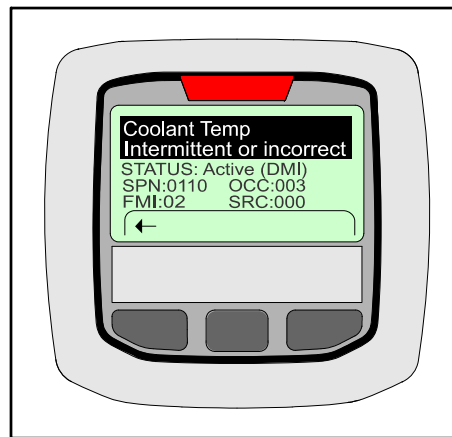 Coolant Temp
Intermittent or incorrect
STATUS: Active (DMI)
SPN:0110 OCC:003
FMI:02 SRC:000